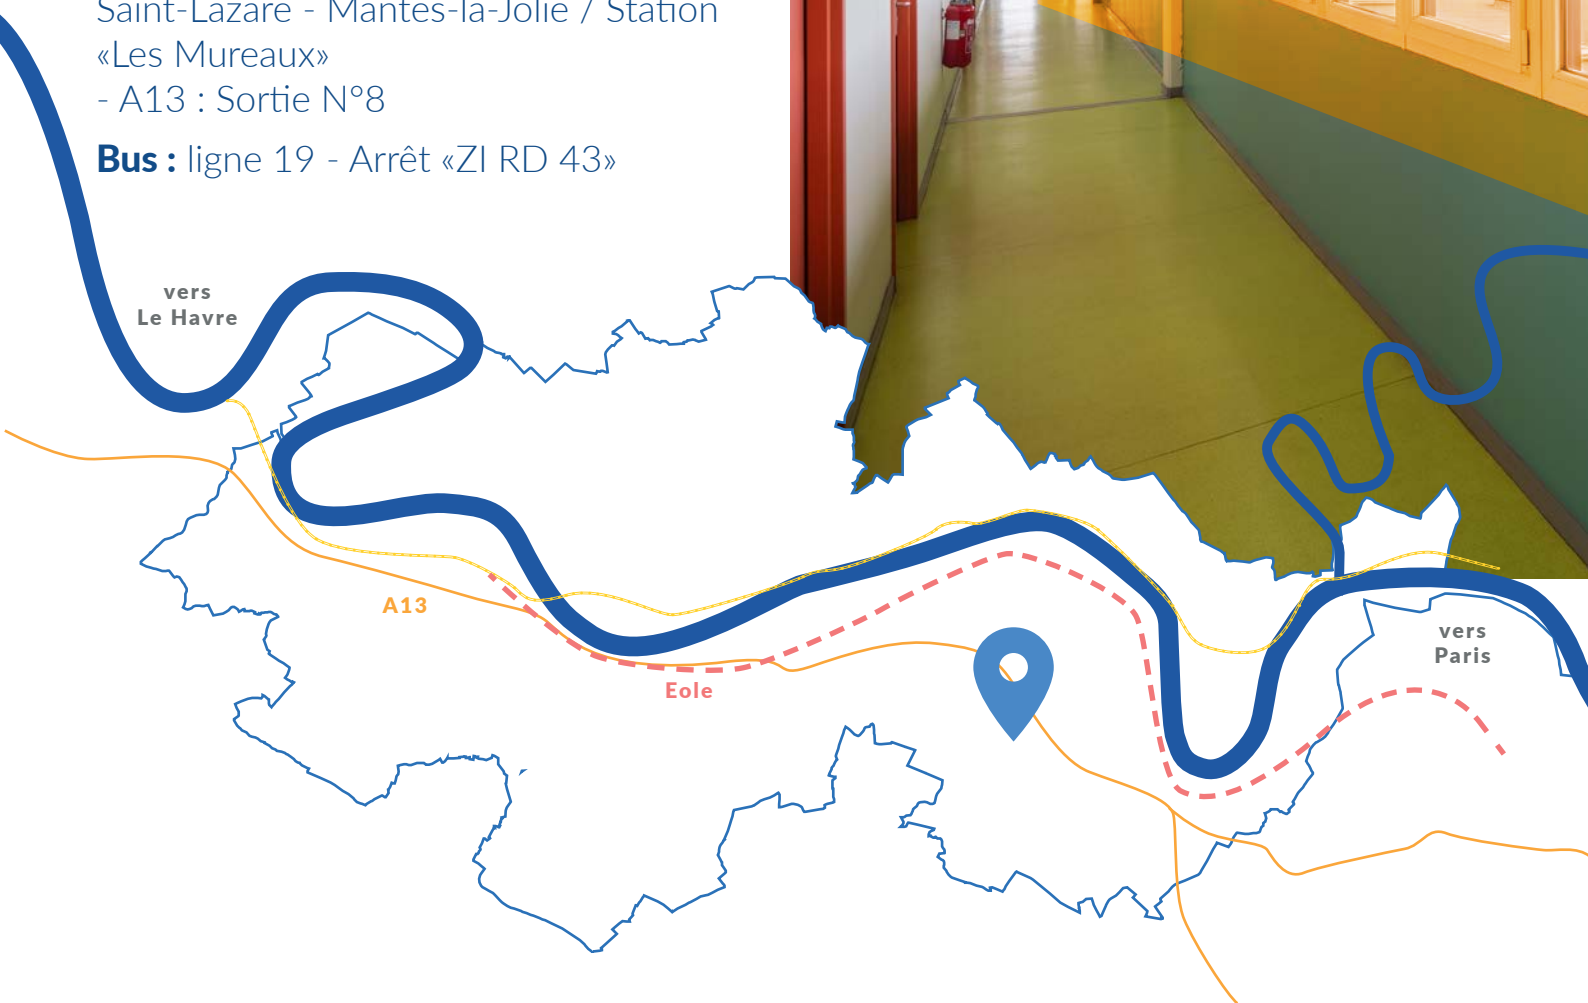 Saint-Lazare - Mantes-la-Jolie / Station
«Les Mureaux»
- A13 : Sortie N°8
Bus : ligne 19 - Arrêt «ZI RD 43»
vers
Le Havre
A13
Eole
vers
Paris